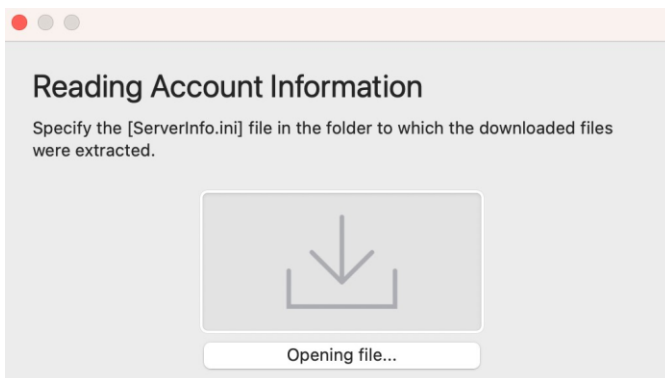 Reading Account Information
Specify the [ServerInfo.ini] file in the folder to which the downloaded files
were extracted.
Opening file...